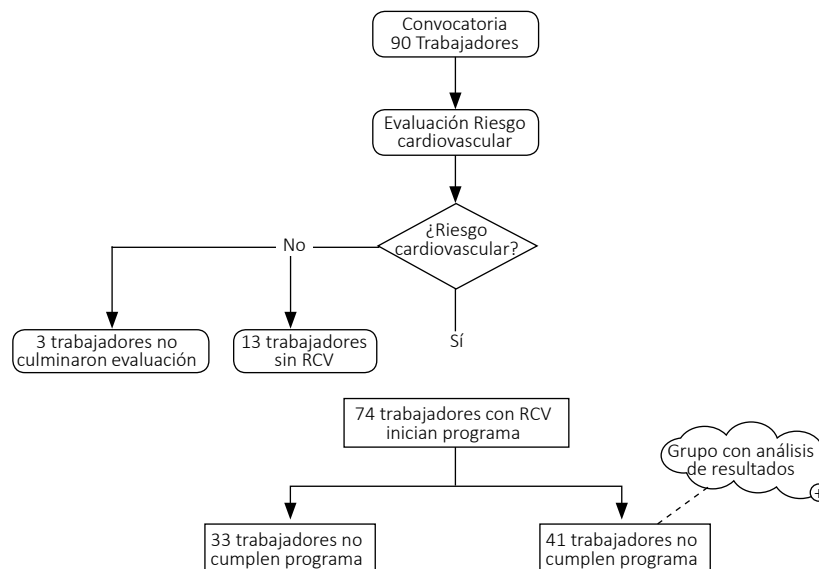 Convocatoria
90 Trabajadores
Evaluación Riesgo
cardiovascular
¿Riesgo
cardiovascular?
No
Sí
3 trabajadores no
culminaron evaluación
13 trabajadores
sin RCV
74 trabajadores con RCV
inician programa
Grupo con análisis
de resultados
+
33 trabajadores no
cumplen programa
41 trabajadores no
cumplen programa